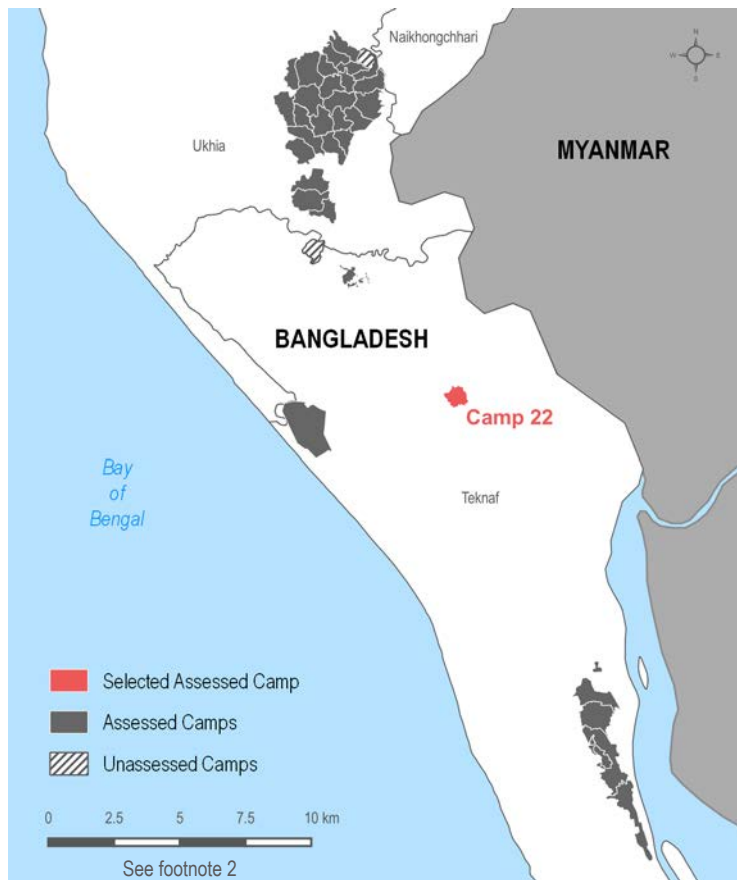 Naikhongchhari
N
W
E
S
Ukhia
MYANMAR
BANGLADESH
Camp 22
Bay
of
Bengal
Teknaf
Selected Assessed Camp
Assessed Camps
Unassessed Camps
0 2.5 5 7.5 10 km
See footnote 2